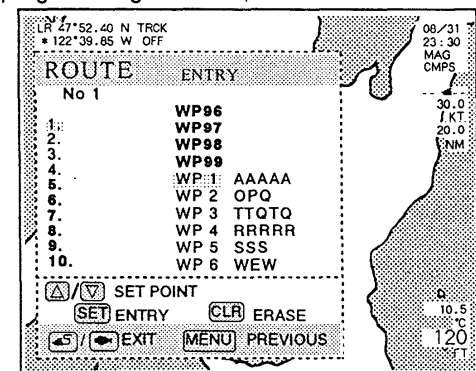 LR 47°52.40 N TRCK
* 122°39.85 W OFF
08/31
23:30
MAG
CMPS
ROUTE ENTRY
No 1
30.0
KT
20.0
NM
WP96
1. WP97
2. WP98
3. WP99
4.
5. WP 1 AAAAA
6. WP 2 OPQ
7. WP 3 TTQTQ
8. WP 4 RRRRR
9. WP 5 SSS
10. WP 6 WEW
△/▽ SET POINT
SET ENTRY CLR ERASE
/ EXIT MENU PREVIOUS
10.5
°C
120
FT